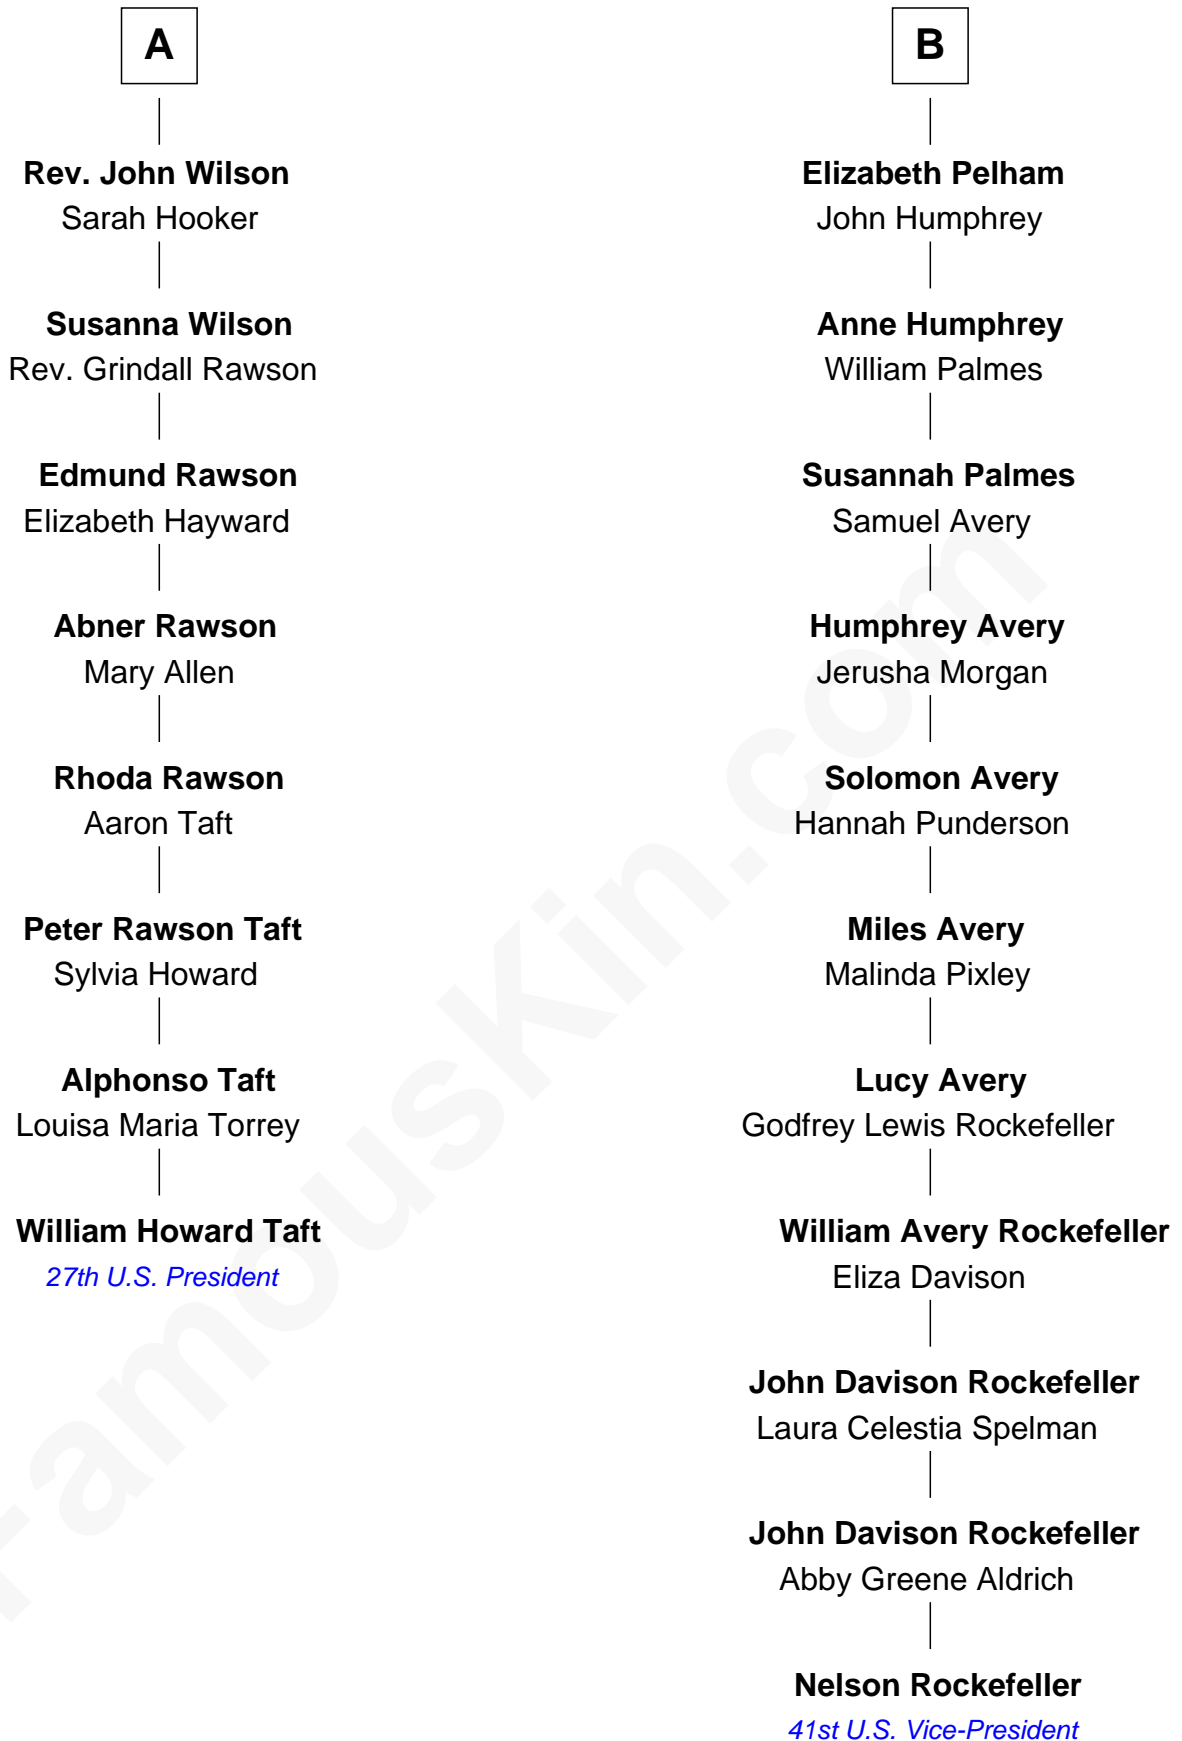 A
Rev. John Wilson
Sarah Hooker
Susanna Wilson
Rev. Grindall Rawson
Edmund Rawson
Elizabeth Hayward
Abner Rawson
Mary Allen
Rhoda Rawson
Aaron Taft
Peter Rawson Taft
Sylvia Howard
Alphonso Taft
Louisa Maria Torrey
William Howard Taft
27th U.S. President
B
Elizabeth Pelham
John Humphrey
Anne Humphrey
William Palmes
Susannah Palmes
Samuel Avery
Humphrey Avery
Jerusha Morgan
Solomon Avery
Hannah Punderson
Miles Avery
Malinda Pixley
Lucy Avery
Godfrey Lewis Rockefeller
William Avery Rockefeller
Eliza Davison
John Davison Rockefeller
Laura Celestia Spelman
John Davison Rockefeller
Abby Greene Aldrich
Nelson Rockefeller
41st U.S. Vice-President
FamousKin.com